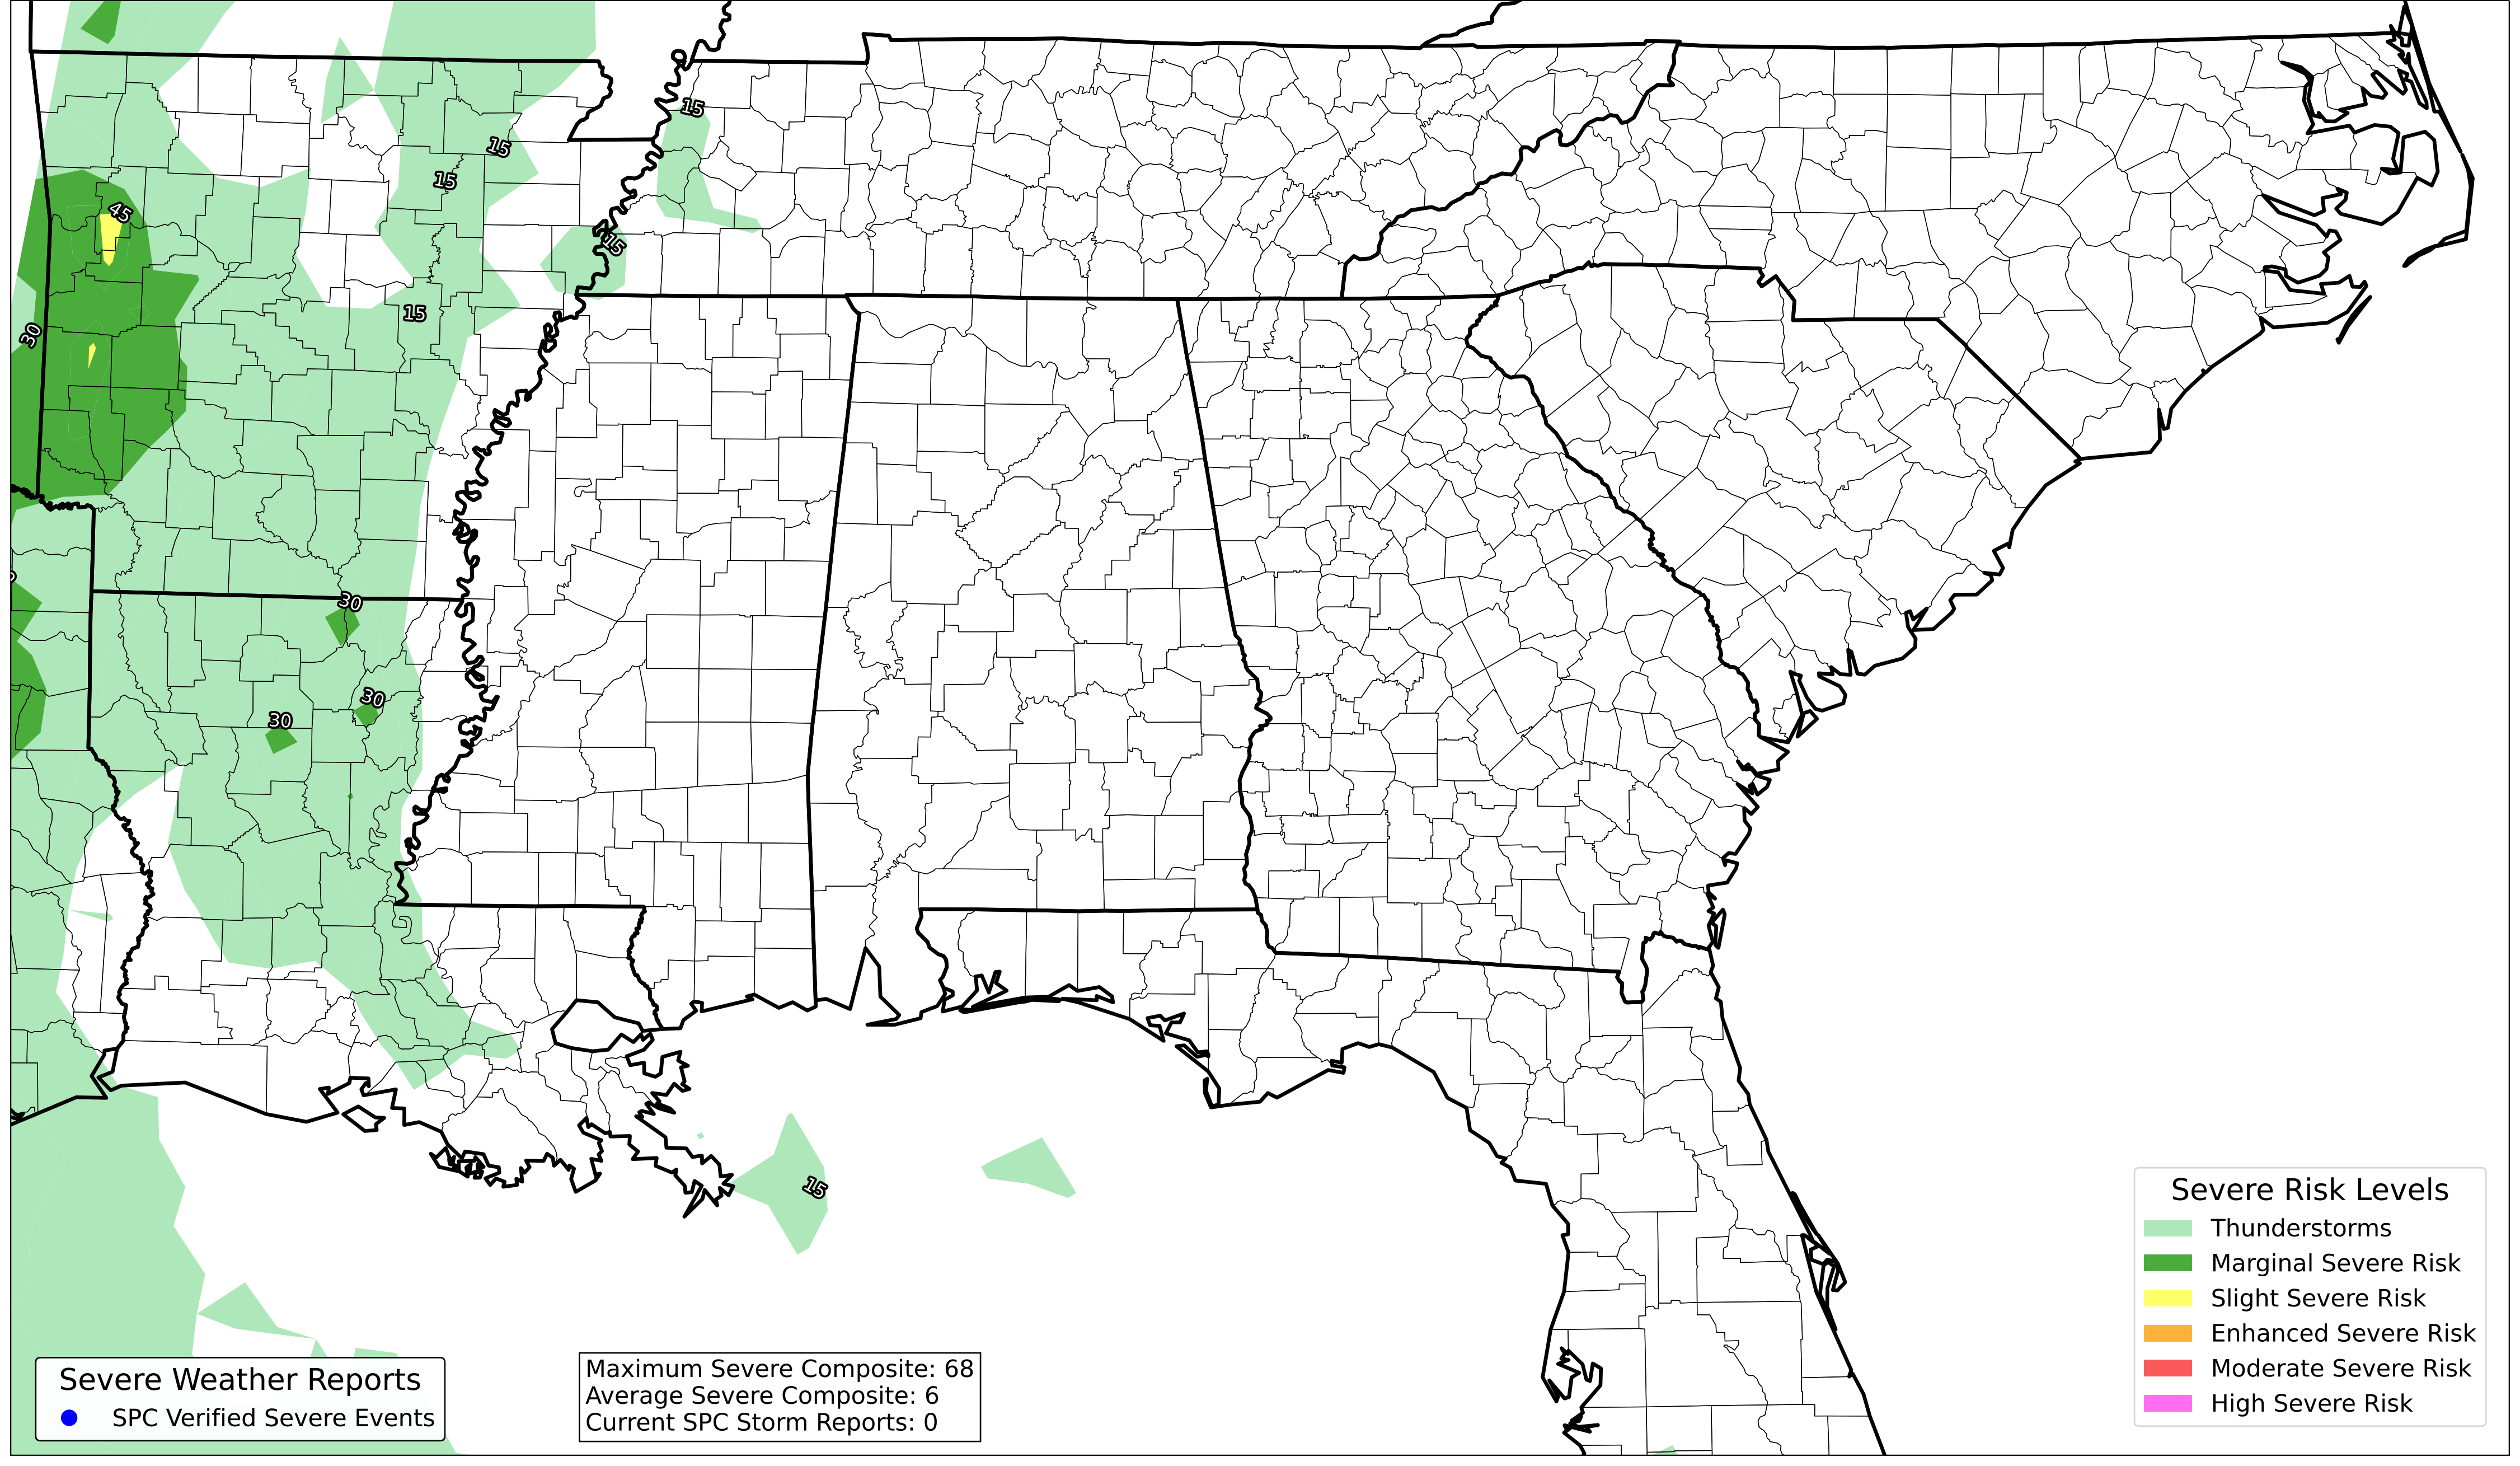 15
15
15
45
15
30
15
30
30
30
15
Severe Risk Levels
Thunderstorms
Marginal Severe Risk
Slight Severe Risk
Enhanced Severe Risk
Moderate Severe Risk
High Severe Risk
Severe Weather Reports
SPC Verified Severe Events
Maximum Severe Composite: 68
Average Severe Composite: 6
Current SPC Storm Reports: 0